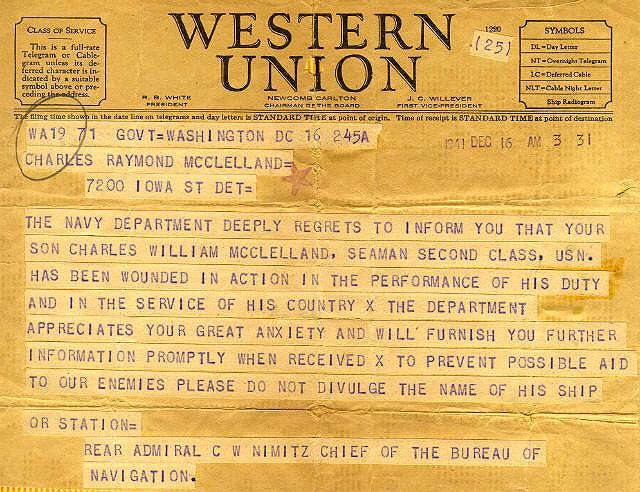 CLASS OF SERVICE
This is a full-rate
Telegram or Cable-
gram unless its de-
ferred character is in-
dicated by a suitable
symbol above or pre-
ceding the address.
WESTERN
UNION
R. B. WHITE
PRESIDENT
NEWCOMB CARLTON
CHAIRMAN OF THE BOARD
J. C. WILLEVER
FIRST VICE-PRESIDENT
(25)
SYMBOLS
DL = Day Letter
NT = Overnight Telegram
LC = Deferred Cable
NLT = Cable Night Letter
Ship Radiogram
The filing time shown in the date line on telegrams and day letters is STANDARD TIME at point of origin. Time of receipt is STANDARD TIME at point of destination
WA19 71 GOVT=WASHINGTON DC 16 245A
1941 DEC 16 AM 3 31
CHARLES RAYMOND MCCLELLAND=
7200 IOWA ST DET=
THE NAVY DEPARTMENT DEEPLY REGRETS TO INFORM YOU THAT YOUR
SON CHARLES WILLIAM MCCLELLAND, SEAMAN SECOND CLASS, USN.
HAS BEEN WOUNDED IN ACTION IN THE PERFORMANCE OF HIS DUTY
AND IN THE SERVICE OF HIS COUNTRY X THE DEPARTMENT
APPRECIATES YOUR GREAT ANXIETY AND WILL FURNISH YOU FURTHER
INFORMATION PROMPTLY WHEN RECEIVED X TO PREVENT POSSIBLE AID
TO OUR ENEMIES PLEASE DO NOT DIVULGE THE NAME OF HIS SHIP
OR STATION=
REAR ADMIRAL C W NIMITZ CHIEF OF THE BUREAU OF
NAVIGATION.